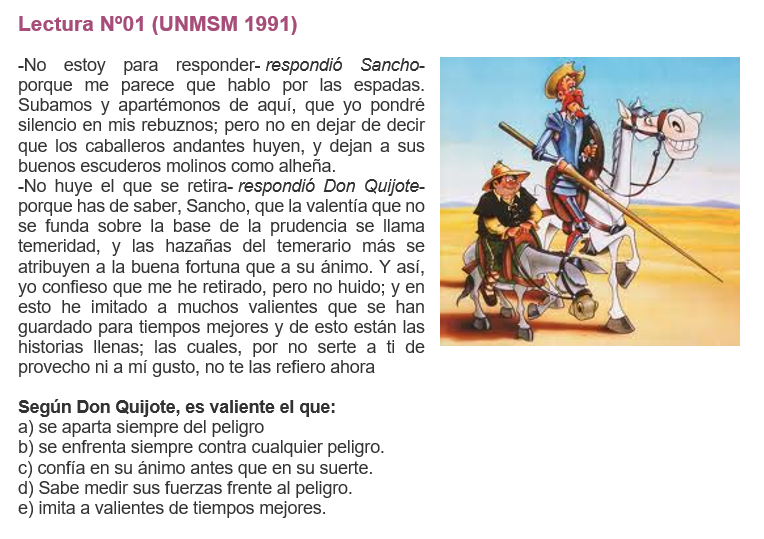 Lectura Nº01 (UNMSM 1991)
-No estoy para responder- respondió Sancho-
porque me parece que hablo por las espadas.
Subamos y apartémonos de aquí, que yo pondré
silencio en mis rebuznos; pero no en dejar de decir
que los caballeros andantes huyen, y dejan a sus
buenos escuderos molinos como alheña.
-No huye el que se retira- respondió Don Quijote-
porque has de saber, Sancho, que la valentía que no
se funda sobre la base de la prudencia se llama
temeridad, y las hazañas del temerario más se
atribuyen a la buena fortuna que a su ánimo. Y así,
yo confieso que me he retirado, pero no huido; y en
esto he imitado a muchos valientes que se han
guardado para tiempos mejores y de esto están las
historias llenas; las cuales, por no serte a ti de
provecho ni a mí gusto, no te las refiero ahora
Según Don Quijote, es valiente el que:
a) se aparta siempre del peligro
b) se enfrenta siempre contra cualquier peligro.
c) confía en su ánimo antes que en su suerte.
d) Sabe medir sus fuerzas frente al peligro.
e) imita a valientes de tiempos mejores.